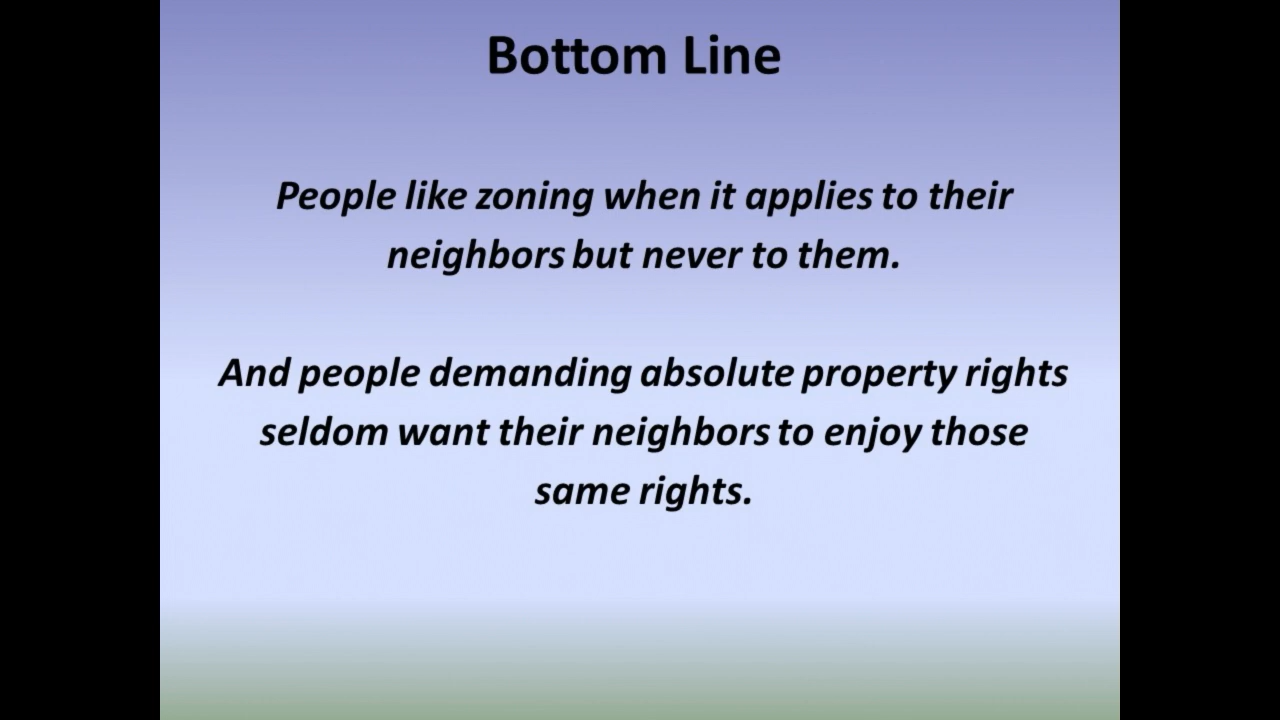 Bottom Line
People like zoning when it applies to their
neighbors but never to them.
And people demanding absolute property rights
seldom want their neighbors to enjoy those
same rights.